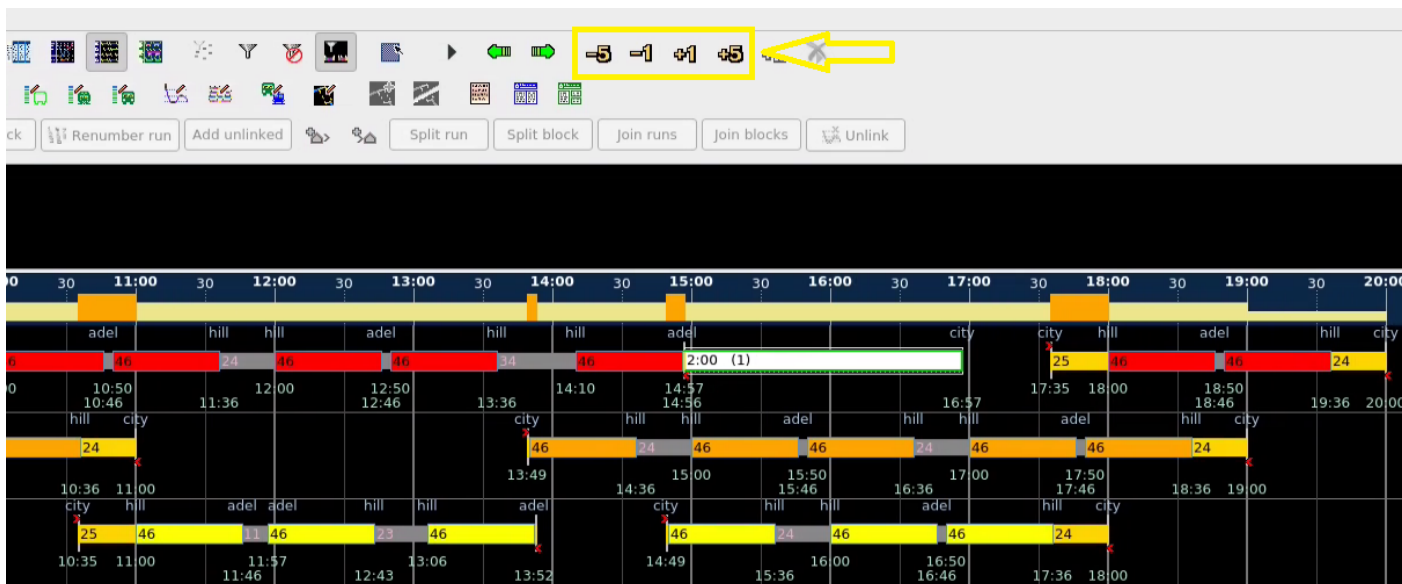 -5 -1 +1 +5
ck Renumber run Add unlinked Split run Split block Join runs Join blocks Unlink
00 30 11:00 30 12:00 30 13:00 30 14:00 30 15:00 30 16:00 30 17:00 30 18:00 30 19:00 30 20:00
adel hill hill adel hill hill adel city city hill adel hill city
6 46 24 46 46 34 46 2:00 (1) 25 46 46 24
0 10:50 12:00 12:50 14:10 14:57 17:35 18:00 18:50
10:46 11:36 12:46 13:36 14:56 16:57 18:46 19:36 20:00
hill city city hill hill adel hill hill adel hill city
24 46 24 46 46 24 46 46 24
13:49 15:00 15:50 17:00 17:50
10:36 11:00 14:36 15:46 16:36 17:46 18:36 19:00
city hill adel adel hill hill adel city hill hill adel hill city
25 46 11 46 23 46 46 24 46 46 24
10:35 11:00 11:57 13:06 14:49 16:00 16:50
11:46 12:43 13:52 15:36 16:46 17:36 18:00